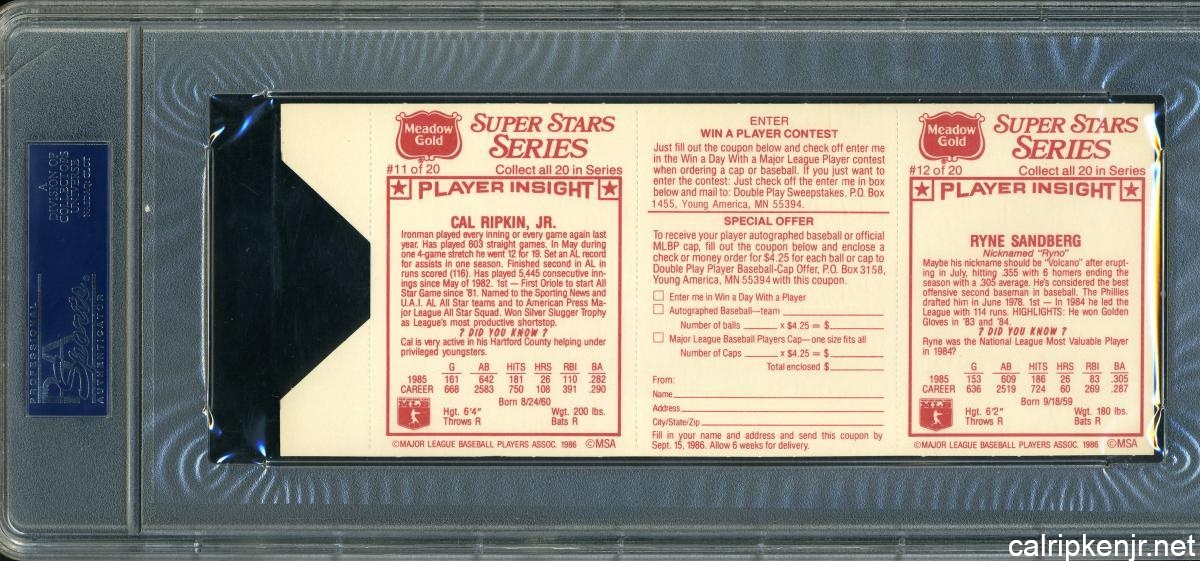 A
DIVISION OF
COLLECTORS
UNIVERSE
NASDAQ: CLCT
PROFESSIONAL
PSA
Sports
AUTHENTICATOR
Meadow
Gold
SUPER STARS
SERIES
#11 of 20
Collect all 20 in Series
PLAYER INSIGHT
CAL RIPKIN, JR.
Ironman played every inning or every game again last
year. Has played 603 straight games. In May during
one 4-game stretch he went 12 for 19. Set an AL record
for assists in one season. Finished second in AL in
runs scored (116). Has played 5,445 consecutive inn-
ings since May of 1982. 1st — First Oriole to start All
Star Game since '81. Named to the Sporting News and
U.A.I. AL All Star teams and to American Press Ma-
jor League All Star Squad. Won Silver Slugger Trophy
as League's most productive shortstop.
? DID YOU KNOW ?
Cal is very active in his Hartford County helping under
privileged youngsters.
G AB HITS HRS RBI BA
1985 161 642 181 26 110 .282
CAREER 668 2583 750 108 391 .290
Born 8/24/60
Hgt. 6'4" Wgt. 200 lbs.
Throws R Bats R
©MAJOR LEAGUE BASEBALL PLAYERS ASSOC. 1986 ©MSA
ENTER
WIN A PLAYER CONTEST
Just fill out the coupon below and check off enter me
in the Win a Day With a Major League Player contest
when ordering a cap or baseball. If you just want to
enter the contest: Just check off the enter me in box
below and mail to: Double Play Sweepstakes, P.O. Box
1455, Young America, MN 55394.
SPECIAL OFFER
To receive your player autographed baseball or official
MLBP cap, fill out the coupon below and enclose a
check or money order for $4.25 for each ball or cap to
Double Play Player Baseball-Cap Offer, P.O. Box 3158,
Young America, MN 55394 with this coupon.
Enter me in Win a Day With a Player
Autographed Baseball—team
Number of balls x $4.25 = $
Major League Baseball Players Cap— one size fits all
Number of Caps x $4.25 = $
Total enclosed $
From:
Name
Address
City/State/Zip
Fill in your name and address and send this coupon by
Sept. 15, 1986. Allow 6 weeks for delivery.
Meadow
Gold
SUPER STARS
SERIES
#12 of 20
Collect all 20 in Series
PLAYER INSIGHT
RYNE SANDBERG
Nicknamed "Ryno"
Maybe his nickname should be "Volcano" after erupt-
ing in July, hitting .355 with 6 homers ending the
season with a .305 average. He's considered the best
offensive second baseman in baseball. The Phillies
drafted him in June 1978. 1st — In 1984 he led the
League with 114 runs. HIGHLIGHTS: He won Golden
Gloves in '83 and '84.
? DID YOU KNOW ?
Ryne was the National League Most Valuable Player
in 1984?
G AB HITS HRS RBI BA
1985 153 609 186 26 83 .305
CAREER 636 2519 724 60 269 .287
Born 9/18/59
Hgt. 6'2" Wgt. 180 lbs.
Throws R Bats R
©MAJOR LEAGUE BASEBALL PLAYERS ASSOC. 1986 ©MSA
calripkenjr.net